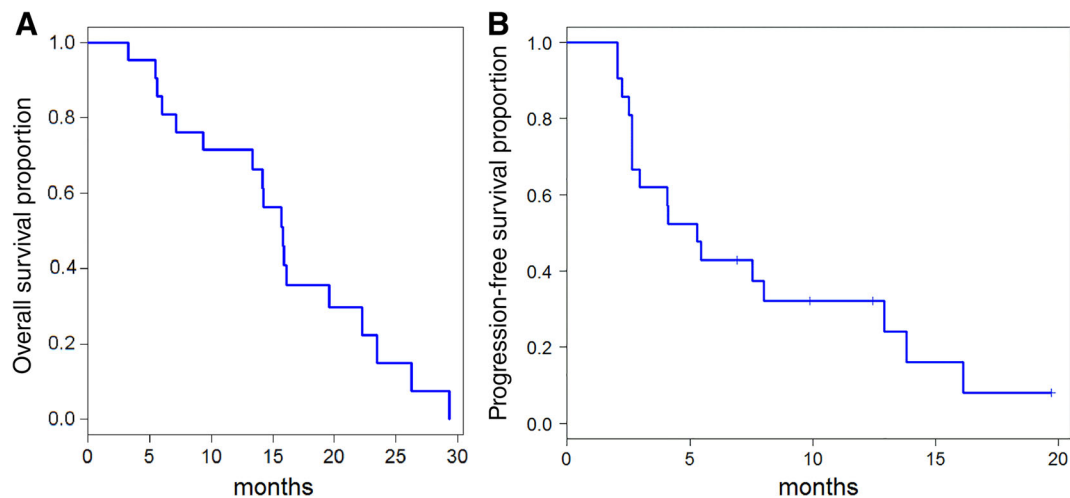 A
Overall survival proportion
1.0
0.8
0.6
0.4
0.2
0.0
0 5 10 15 20 25 30
months
B
Progression-free survival proportion
1.0
0.8
0.6
0.4
0.2
0.0
0 5 10 15 20
months